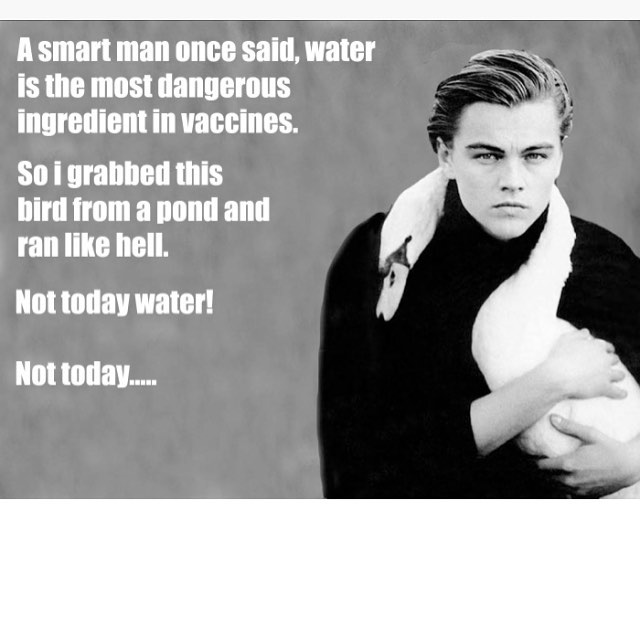 A smart man once said, water
is the most dangerous
ingredient in vaccines.
So i grabbed this
bird from a pond and
ran like hell.
Not today water!
Not today.....